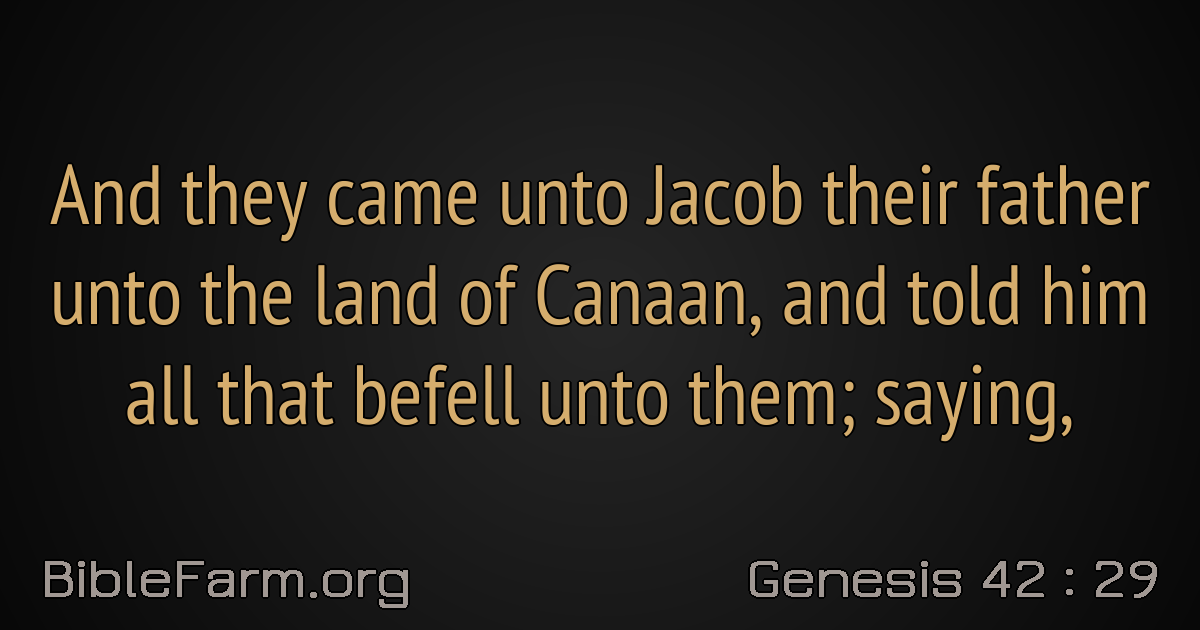 And they came unto Jacob their father
unto the land of Canaan, and told him
all that befell unto them; saying,
BibleFarm.org
Genesis 42 : 29